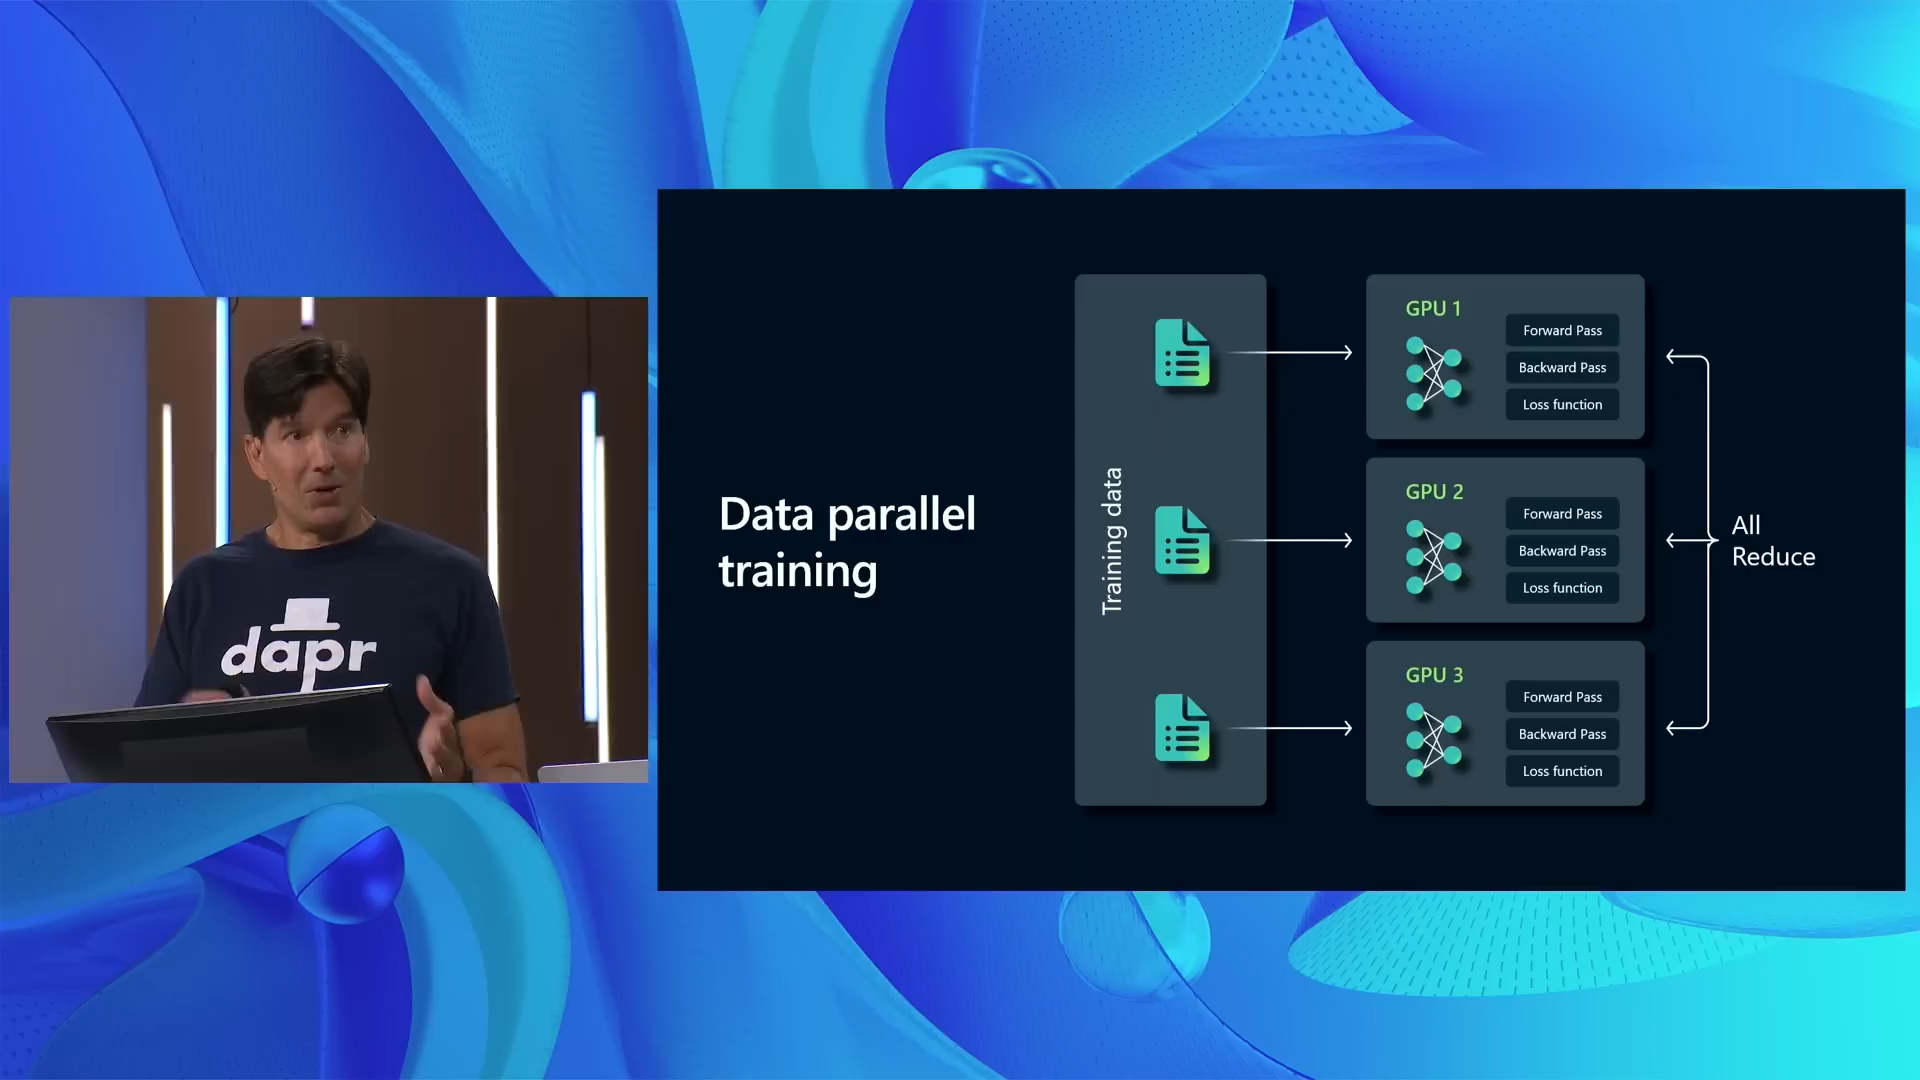 dapr
Data parallel
training
Training data
GPU 1
Forward Pass
Backward Pass
Loss function
GPU 2
Forward Pass
Backward Pass
Loss function
GPU 3
Forward Pass
Backward Pass
Loss function
All
Reduce